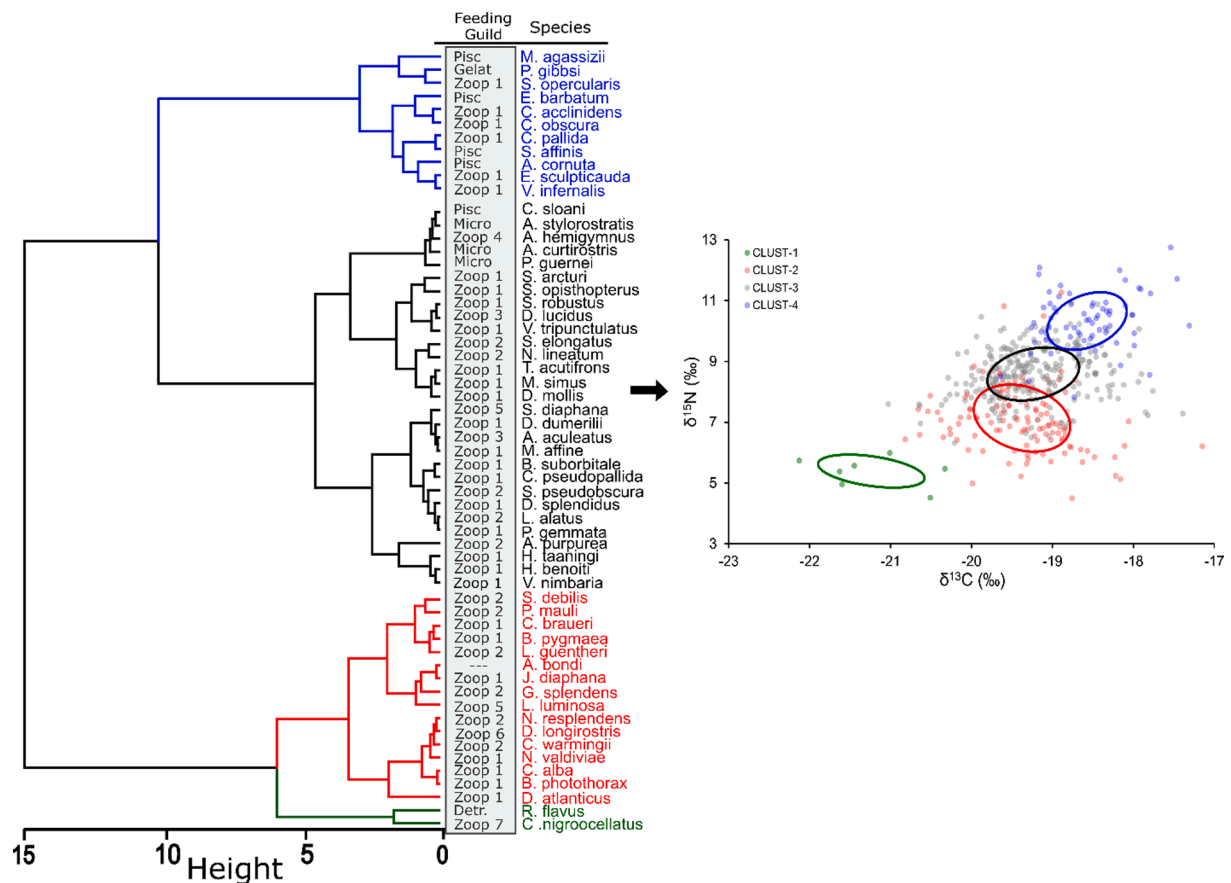 Feeding Guild Species
Pisc M. agassizii
Gelat P. gibbsi
Zoop 1 S. opercularis
Pisc E. barbatum
Zoop 1 C. acclinidens
Zoop 1 C. obscura
Zoop 1 C. pallida
Pisc S. affinis
Pisc A. cornuta
Zoop 1 E. sculpticauda
Zoop 1 V. infernalis
Pisc C. sloani
Micro A. stylorostratis
Zoop 4 A. hemigymnus
Micro A. curtirostris
Micro P. guernei
Zoop 1 S. arcturi
Zoop 1 S. opisthopterus
Zoop 1 S. robustus
Zoop 3 D. lucidus
Zoop 1 V. tripunctulatus
Zoop 2 S. elongatus
Zoop 2 N. lineatum
Zoop 1 T. acutifrons
Zoop 1 M. simus
Zoop 1 D. mollis
Zoop 5 S. diaphana
Zoop 1 D. dumerilii
Zoop 3 A. aculeatus
Zoop 1 M. affine
Zoop 1 B. suborbitale
Zoop 1 C. pseudopallida
Zoop 2 S. pseudobscura
Zoop 1 D. splendidus
Zoop 2 L. alatus
Zoop 1 P. gemmata
Zoop 2 A. purpurea
Zoop 1 H. taaningi
Zoop 1 H. benoiti
Zoop 1 V. nimbaria
Zoop 2 S. debilis
Zoop 2 P. mauli
Zoop 1 C. braueri
Zoop 1 B. pygmaea
Zoop 2 L. guentheri
--- A. bondi
Zoop 1 J. diaphana
Zoop 2 G. splendens
Zoop 5 L. luminosa
Zoop 2 N. resplendens
Zoop 6 D. longirostris
Zoop 2 C. warmingii
Zoop 1 N. valdiviae
Zoop 1 C. alba
Zoop 1 B. photothorax
Zoop 1 D. atlanticus
Detr. R. flavus
Zoop 7 C .nigroocellatus
15 10 5 0
Height
13
11
9
7
5
3
δ15N (‰)
CLUST-1
CLUST-2
CLUST-3
CLUST-4
-23 -22 -21 -20 -19 -18 -17
δ13C (‰)